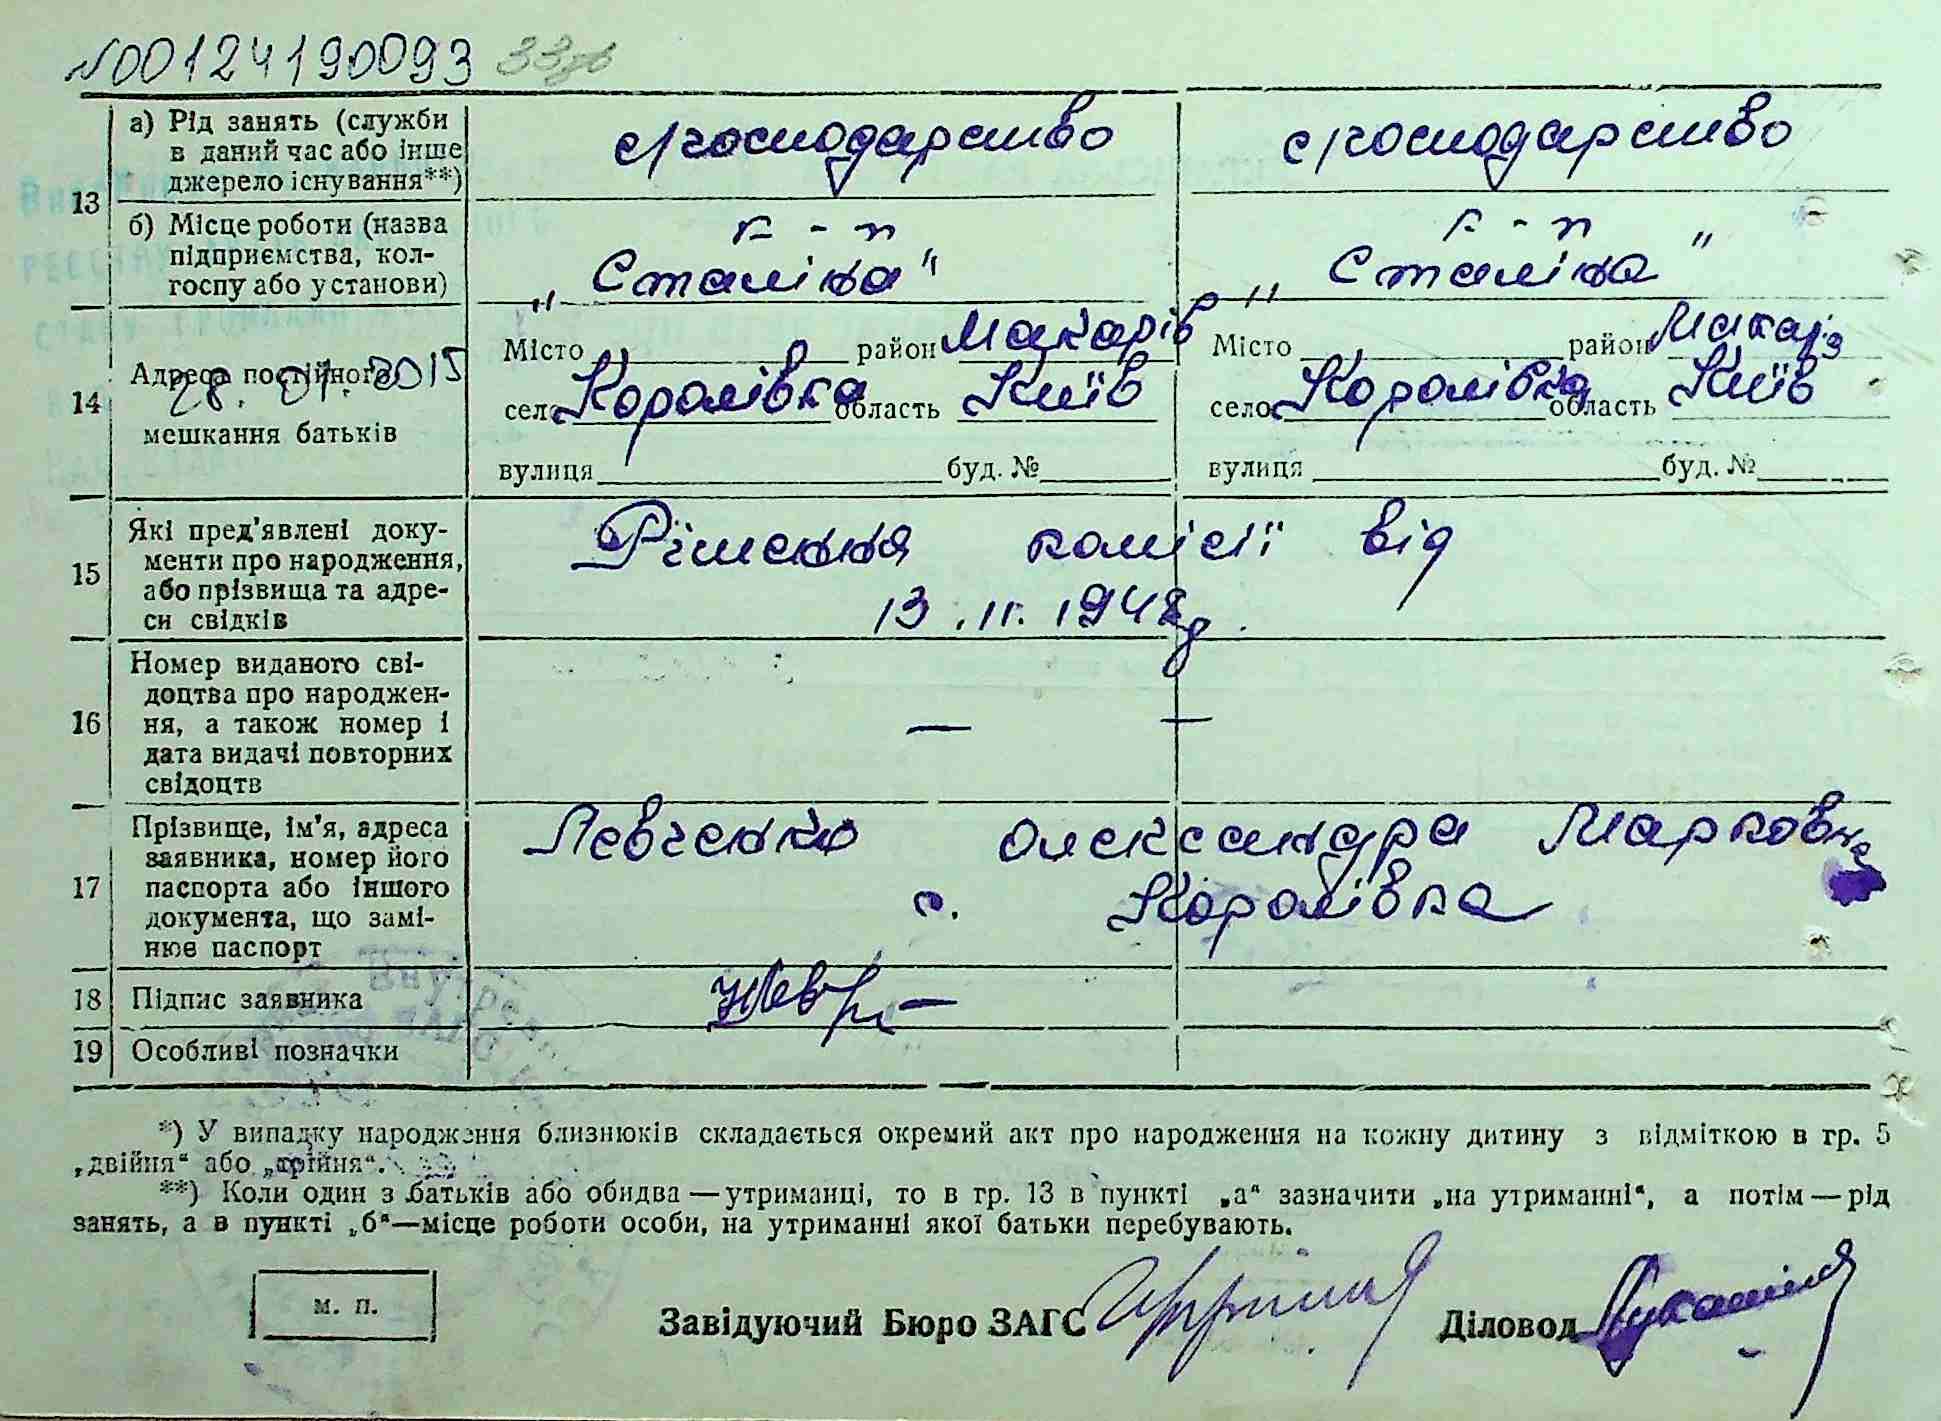 №00124190093
13
а) Рід занять (служби в даний час або інше джерело існування**)
с/господарство
с/господарство
б) Місце роботи (назва підприємства, колгоспу або установи)
к-п
„Сталіна"
к-п
„Сталіна"
14
Адреса постійного мешкання батьків
28. 01. 2015
Місто район Макарів
село Королівка область Київ
вулиця буд. №
Місто район Макарів
село Королівка область Київ
вулиця буд. №
15
Які пред'явлені документи про народження, або прізвища та адреси свідків
Рішення комісії від
13.11.1948р.
16
Номер виданого свідоцтва про народження, а також номер і дата видачі повторних свідоцтв
—
—
17
Прізвище, ім'я, адреса заявника, номер його паспорта або іншого документа, що замінює паспорт
Левченко Олександра Марковна
с. Королівка
18
Підпис заявника
19
Особливі позначки
*) У випадку народження близнюків складається окремий акт про народження на кожну дитину з відміткою в гр. 5
„двійня“ або „трійня“.
**) Коли один з батьків або обидва — утриманці, то в гр. 13 в пункті „а“ зазначити „на утриманні“, а потім — рід
занять, а в пункті „б“—місце роботи особи, на утриманні якої батьки перебувають.
м. п.
Завідуючий Бюро ЗАГС
Діловод